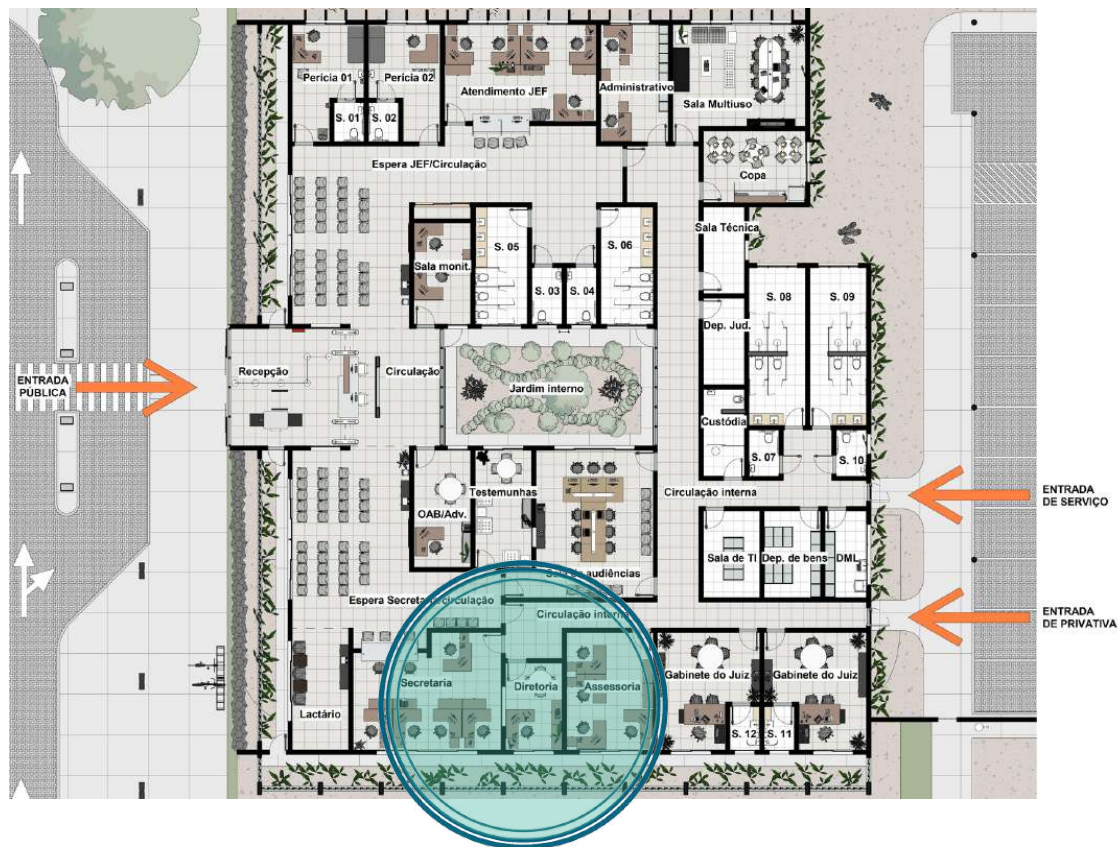 Perícia 01
Perícia 02
Atendimento JEF
Administrativo
Sala Multiuso
S. 01
S. 02
Espera JEF/Circulação
Copa
S. 05
S. 06
Sala Técnica
Sala monit.
S. 03
S. 04
S. 08
S. 09
Dep. Jud.
ENTRADA
PÚBLICA
Recepção
Circulação
Jardim interno
Custódia
S. 07
S. 10
OAB/Adv.
Testemunhas
Circulação interna
ENTRADA
DE SERVIÇO
Sala de TI
Dep. de bens
DML
audiências
Espera
circulação
Circulação
ENTRADA
DE PRIVATIVA
Lactário
Secretaria
Diretoria
Assessoria
Gabinete do Juiz
Gabinete do Juiz
S. 12
S. 11